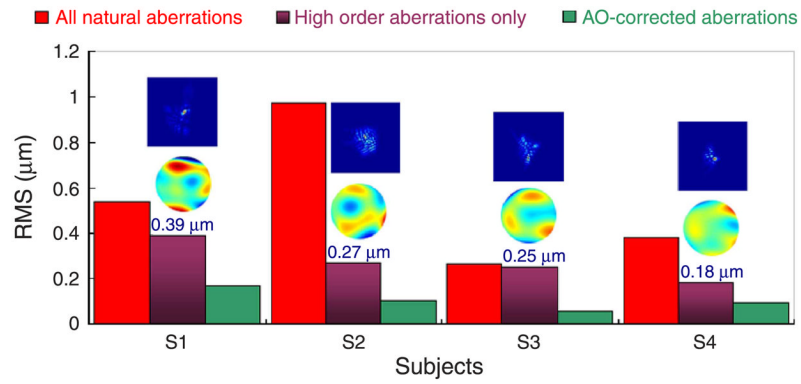 All natural aberrations High order aberrations only AO-corrected aberrations
1.2
1
0.8
0.6
0.4
0.2
0
RMS (μm)
0.39 μm
0.27 μm
0.25 μm
0.18 μm
S1 S2 S3 S4
Subjects